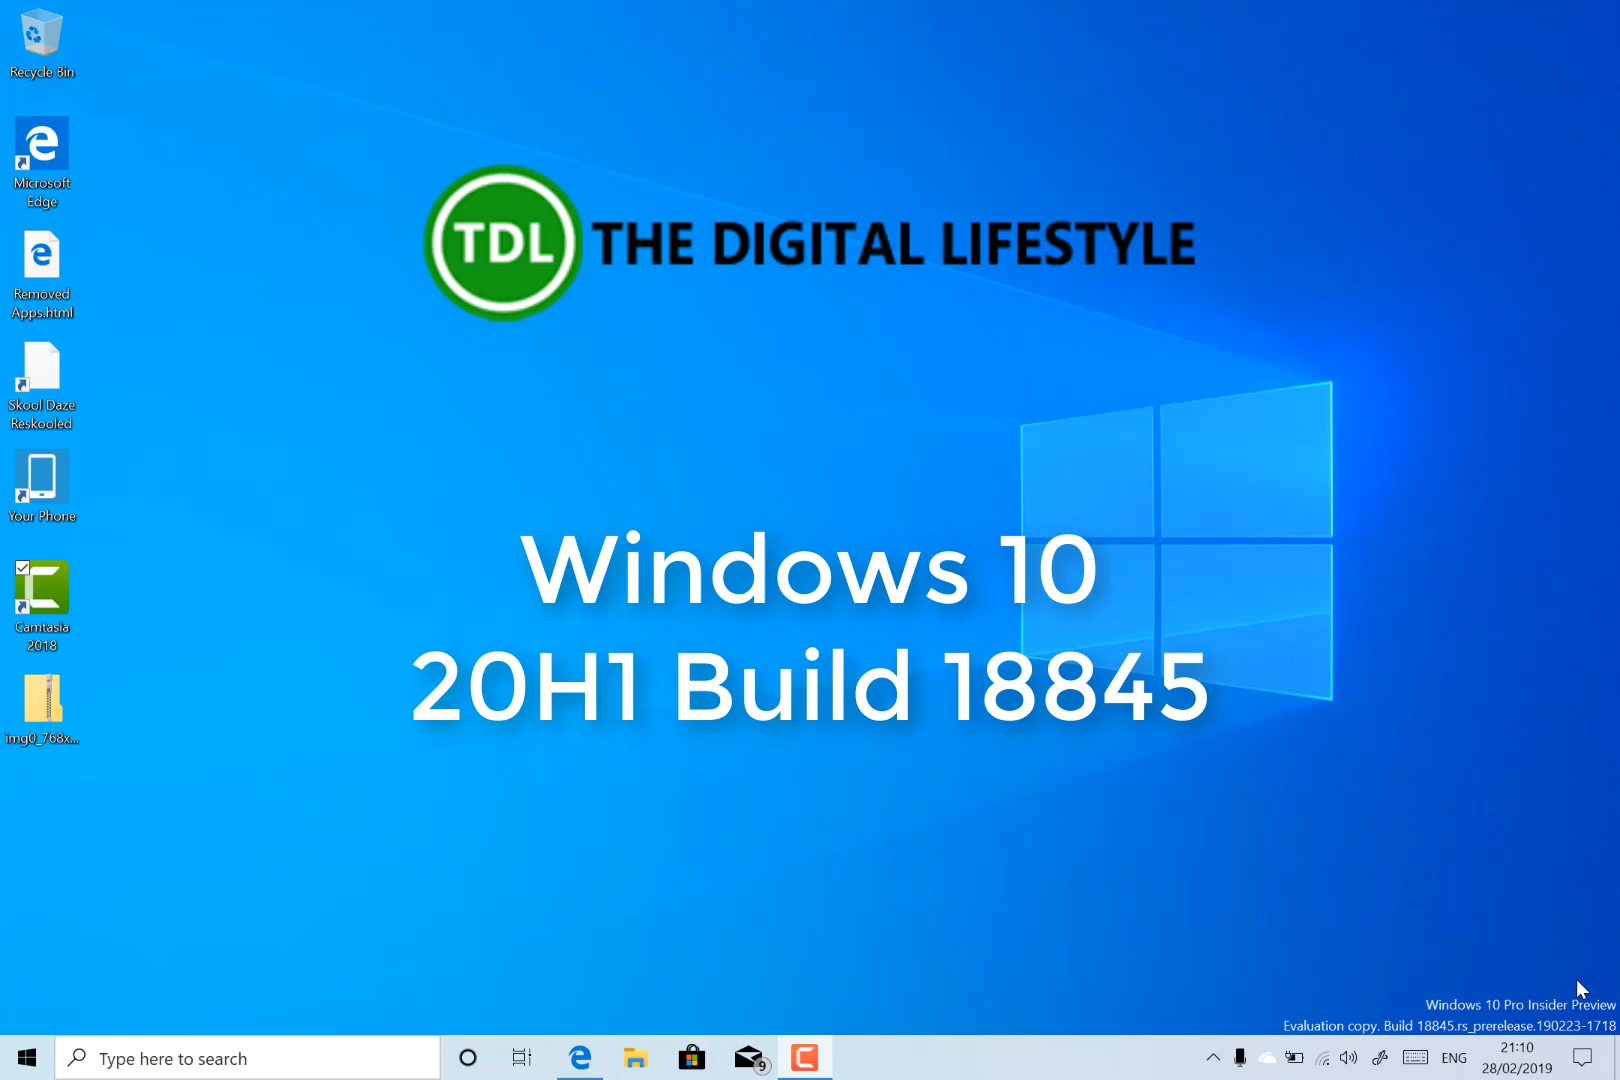 Recycle Bin
Microsoft
Edge
Removed
Apps.html
Skool Daze
Reskooled
Your Phone
Camtasia
2018
img0_768x...
TDL THE DIGITAL LIFESTYLE
Windows 10
20H1 Build 18845
Windows 10 Pro Insider Preview
Evaluation copy. Build 18845.rs_prerelease.190223-1718
Type here to search
9
ENG
21:10
28/02/2019